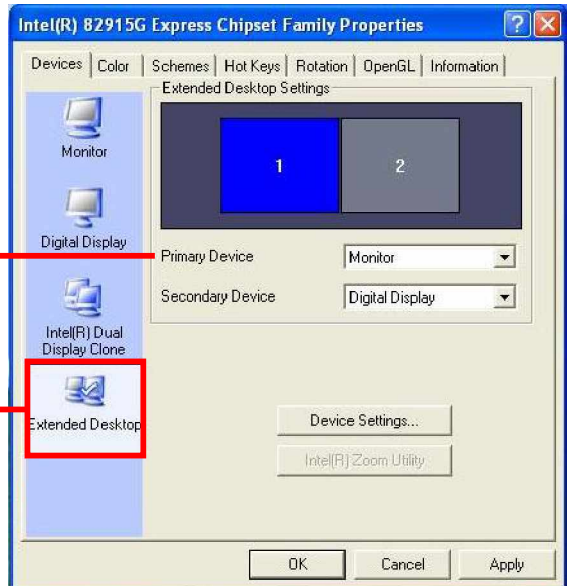 Intel(R) 82915G Express Chipset Family Properties
Devices Color Schemes Hot Keys Rotation OpenGL Information
Extended Desktop Settings
Monitor
1 2
Digital Display
Primary Device Monitor
Secondary Device Digital Display
Intel(R) Dual
Display Clone
Extended Desktop
Device Settings...
Intel(R) Zoom Utility
OK Cancel Apply